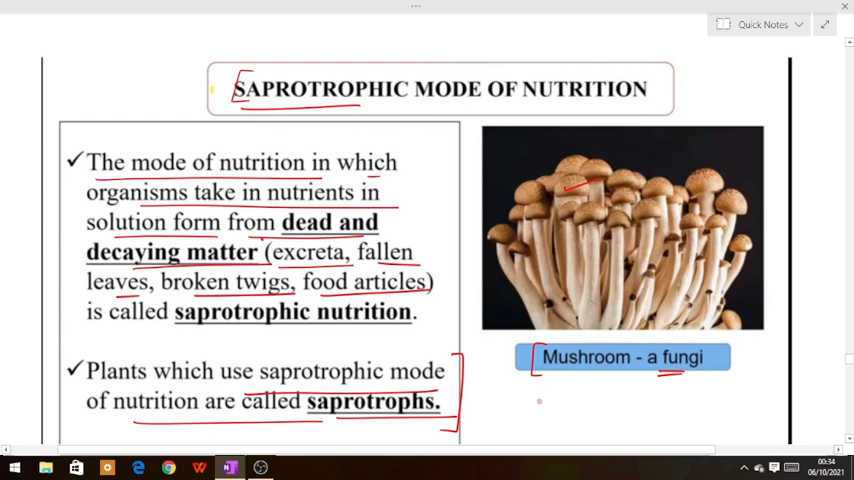 Quick Notes
SAPROTROPHIC MODE OF NUTRITION
✓The mode of nutrition in which
organisms take in nutrients in
solution form from dead and
decaying matter (excreta, fallen
leaves, broken twigs, food articles)
is called saprotrophic nutrition.
✓Plants which use saprotrophic mode
of nutrition are called saprotrophs.
Mushroom - a fungi
00:34
06/10/2021